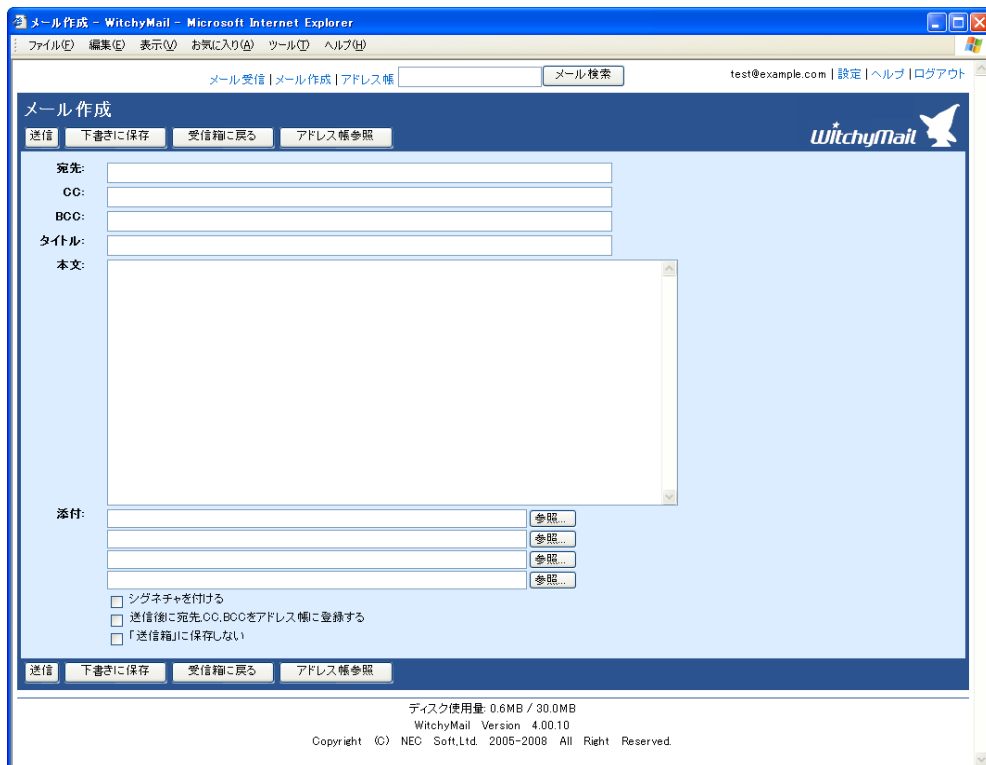 メール作成 - WitchyMail - Microsoft Internet Explorer
ファイル(F) 編集(E) 表示(V) お気に入り(A) ツール(T) ヘルプ(H)
メール受信 | メール作成 | アドレス帳 メール検索 test@example.com | 設定 | ヘルプ | ログアウト
メール作成
送信 下書きに保存 受信箱に戻る アドレス帳参照 WitchyMail
宛先:
CC:
BCC:
タイトル:
本文:
添付: 参照...
参照...
参照...
参照...
シグネチャを付ける
送信後に宛先,CC,BCCをアドレス帳に登録する
「送信箱」に保存しない
送信 下書きに保存 受信箱に戻る アドレス帳参照
ディスク使用量: 0.6MB / 30.0MB
WitchyMail Version 4.00.10
Copyright (C) NEC Soft,Ltd. 2005-2008 All Right Reserved.